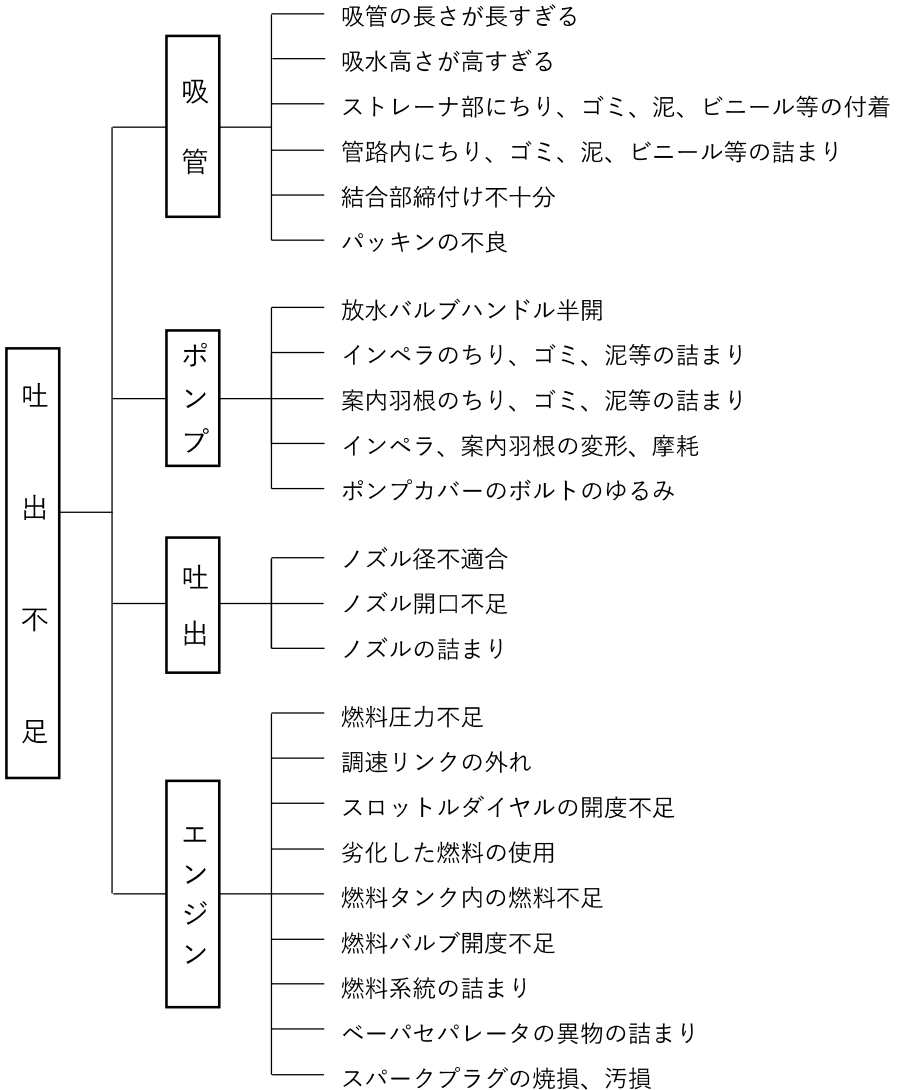 吐出不足
吸管
吸管の長さが長すぎる
吸水高さが高すぎる
ストレーナ部にちり、ゴミ、泥、ビニール等の付着
管路内にちり、ゴミ、泥、ビニール等の詰まり
結合部締付け不十分
パッキンの不良
ポンプ
放水バルブハンドル半開
インペラのちり、ゴミ、泥等の詰まり
案内羽根のちり、ゴミ、泥等の詰まり
インペラ、案内羽根の変形、摩耗
ポンプカバーのボルトのゆるみ
吐出
ノズル径不適合
ノズル開口不足
ノズルの詰まり
エンジン
燃料圧力不足
調速リンクの外れ
スロットルダイヤルの開度不足
劣化した燃料の使用
燃料タンク内の燃料不足
燃料バルブ開度不足
燃料系統の詰まり
ベーパセパレータの異物の詰まり
スパークプラグの焼損、汚損